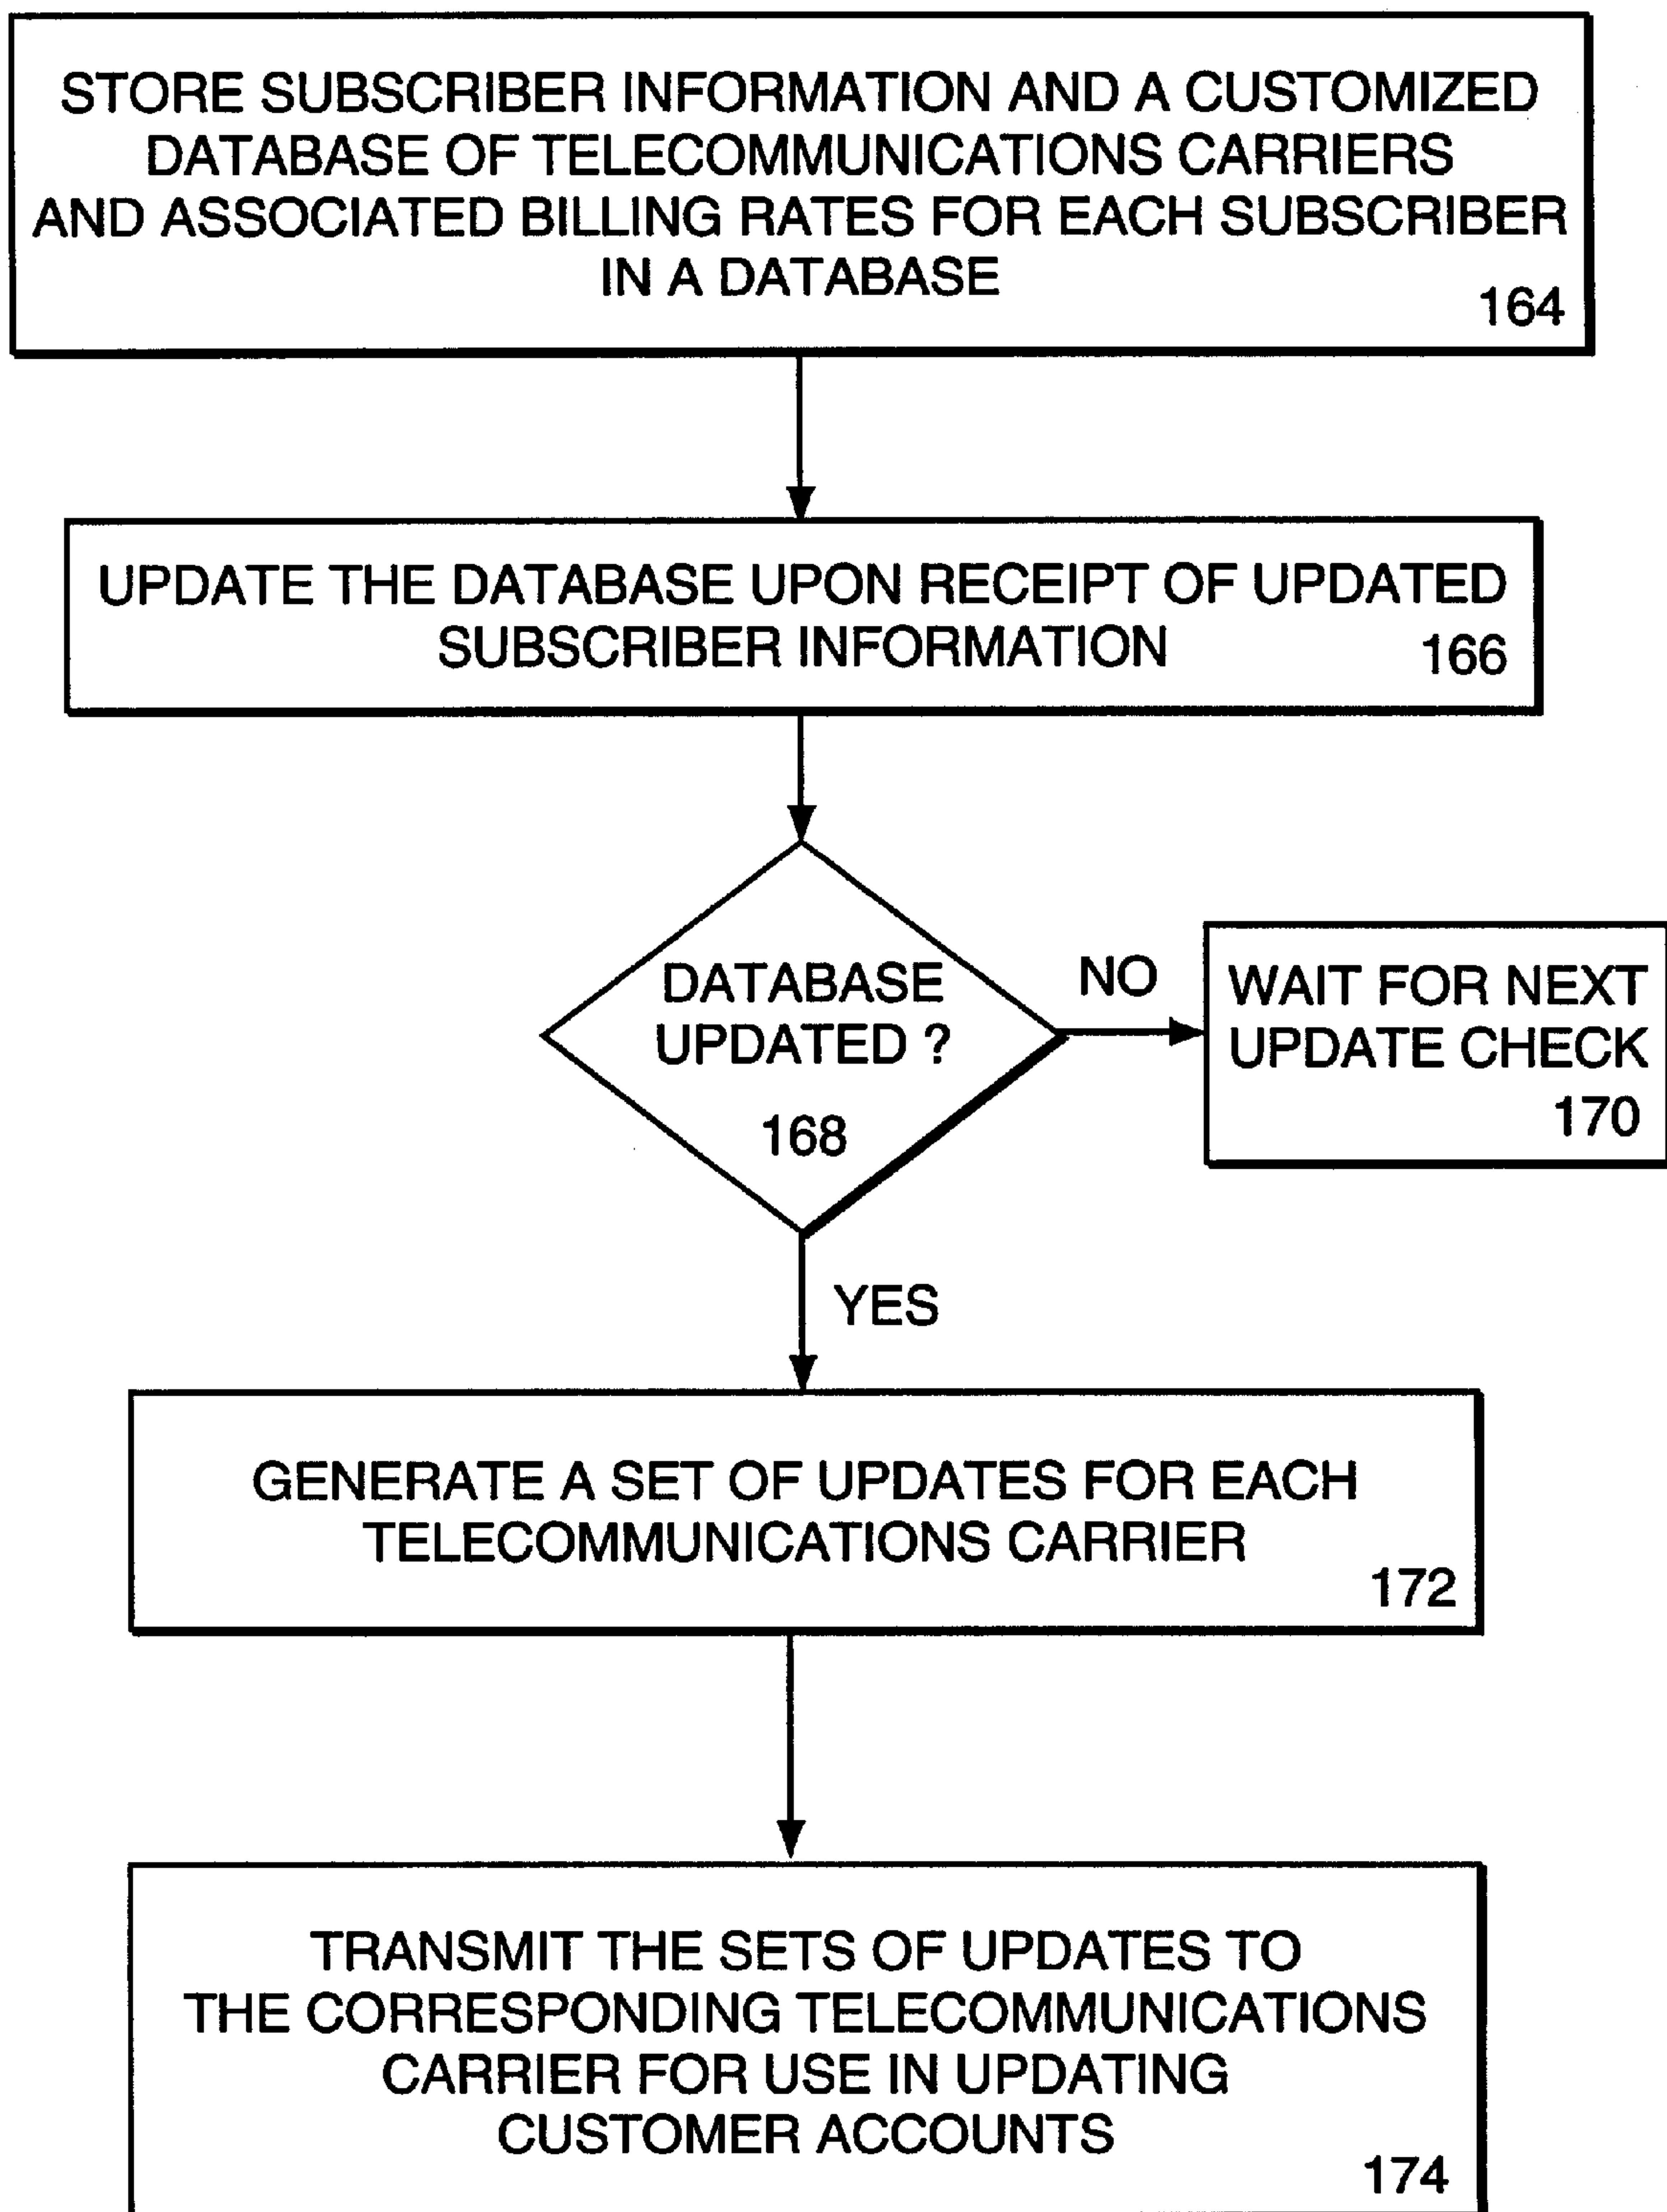 STORE SUBSCRIBER INFORMATION AND A CUSTOMIZED
DATABASE OF TELECOMMUNICATIONS CARRIERS
AND ASSOCIATED BILLING RATES FOR EACH SUBSCRIBER
IN A DATABASE
164
UPDATE THE DATABASE UPON RECEIPT OF UPDATED
SUBSCRIBER INFORMATION
166
DATABASE
UPDATED ?
168
NO
WAIT FOR NEXT
UPDATE CHECK
170
YES
GENERATE A SET OF UPDATES FOR EACH
TELECOMMUNICATIONS CARRIER
172
TRANSMIT THE SETS OF UPDATES TO
THE CORRESPONDING TELECOMMUNICATIONS
CARRIER FOR USE IN UPDATING
CUSTOMER ACCOUNTS
174